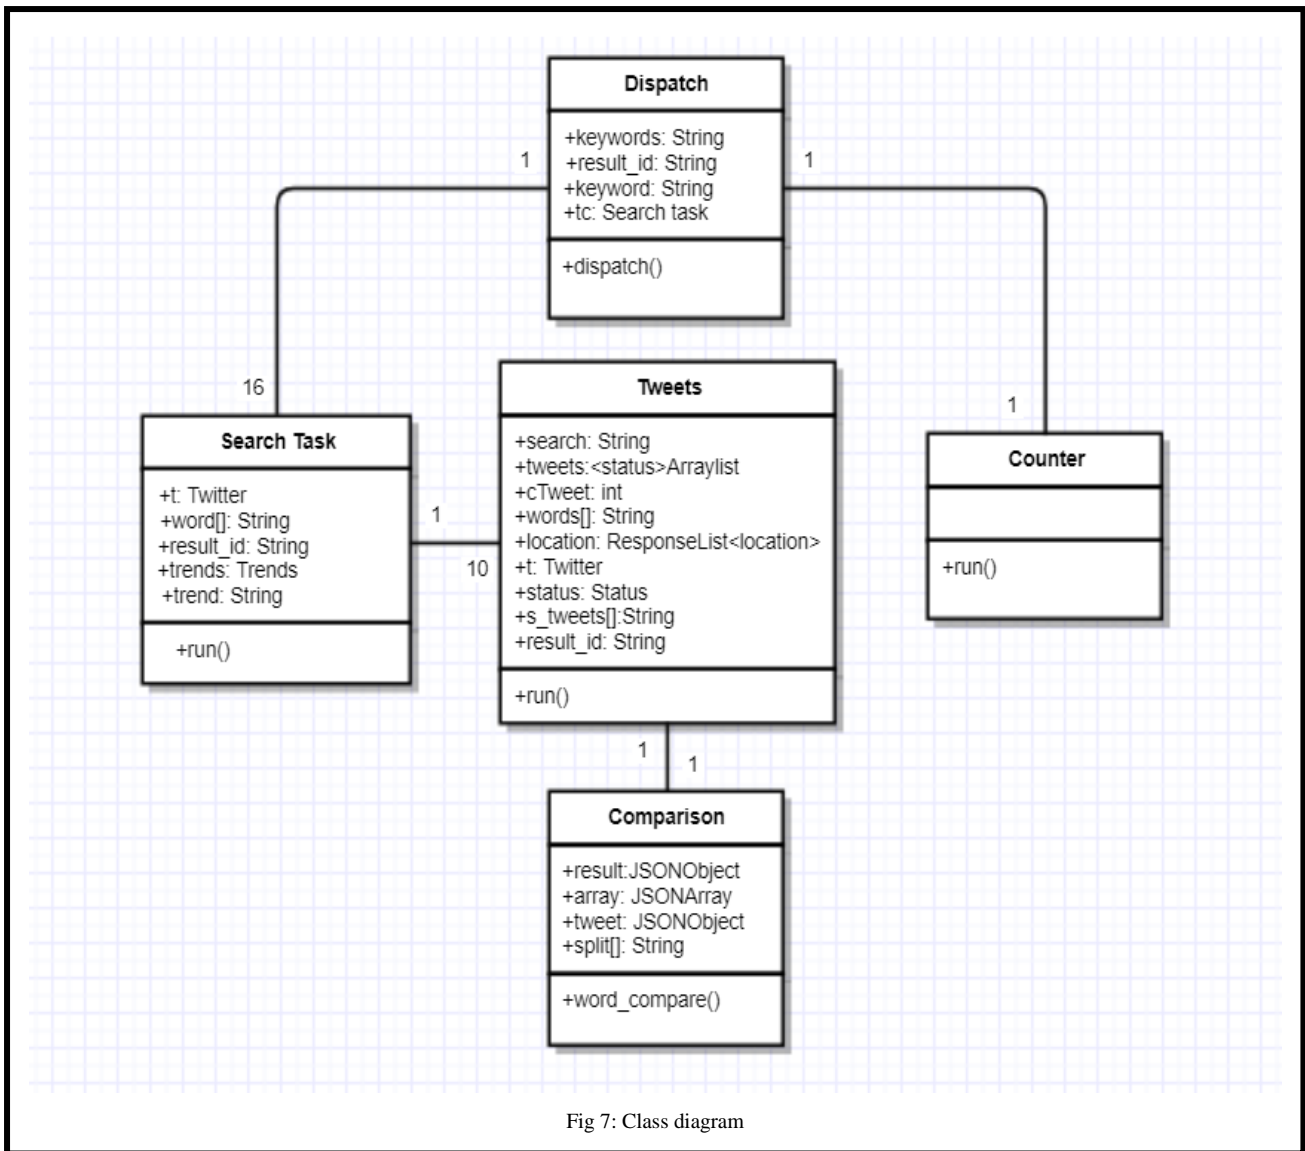 Dispatch
+keywords: String
+result_id: String
+keyword: String
+tc: Search task
+dispatch()
1
1
16
Search Task
+t: Twitter
+word[]: String
+result_id: String
+trends: Trends
+trend: String
+run()
1
10
Tweets
+search: String
+tweets:<status>Arraylist
+cTweet: int
+words[]: String
+location: ResponseList<location>
+t: Twitter
+status: Status
+s_tweets[]:String
+result_id: String
+run()
1
Counter
+run()
1
1
Comparison
+result:JSONObject
+array: JSONArray
+tweet: JSONObject
+split[]: String
+word_compare()
Fig 7: Class diagram